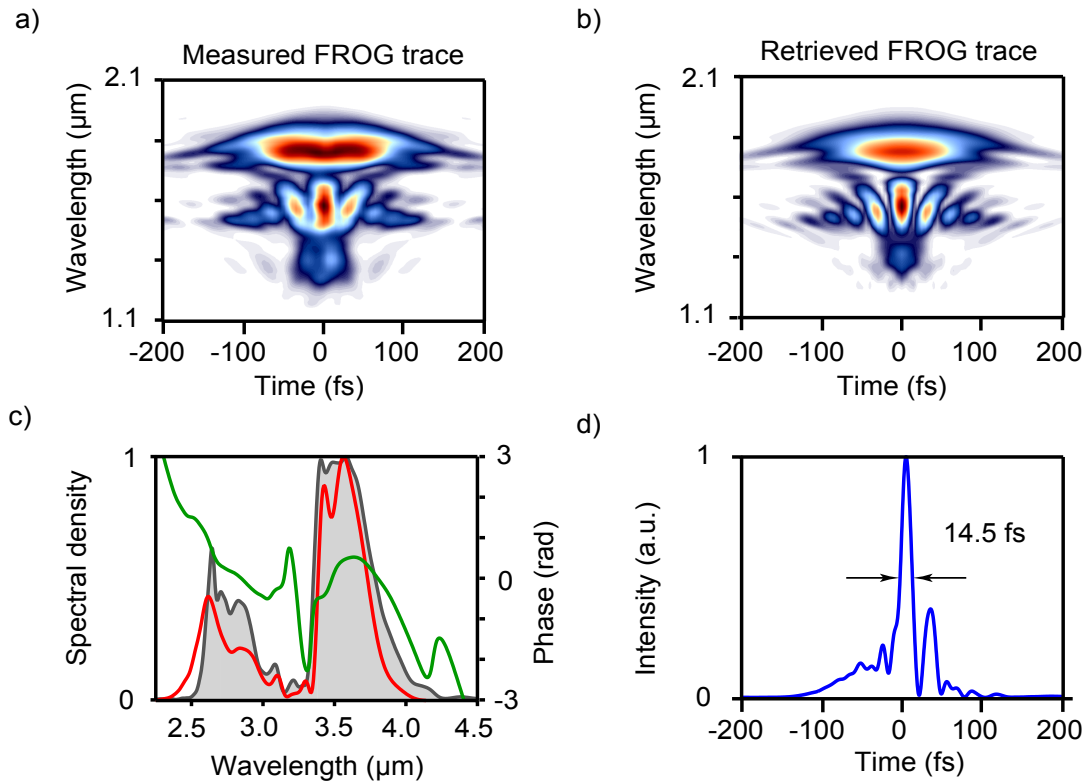 a)
Measured FROG trace
Wavelength (µm)
2.1
1.1
-200 -100 0 100 200
Time (fs)
b)
Retrieved FROG trace
Wavelength (µm)
2.1
1.1
-200 -100 0 100 200
Time (fs)
c)
Spectral density
1
0
3
0
-3
Phase (rad)
2.5 3.0 3.5 4.0 4.5
Wavelength (µm)
d)
Intensity (a.u.)
1
0
14.5 fs
-200 -100 0 100 200
Time (fs)